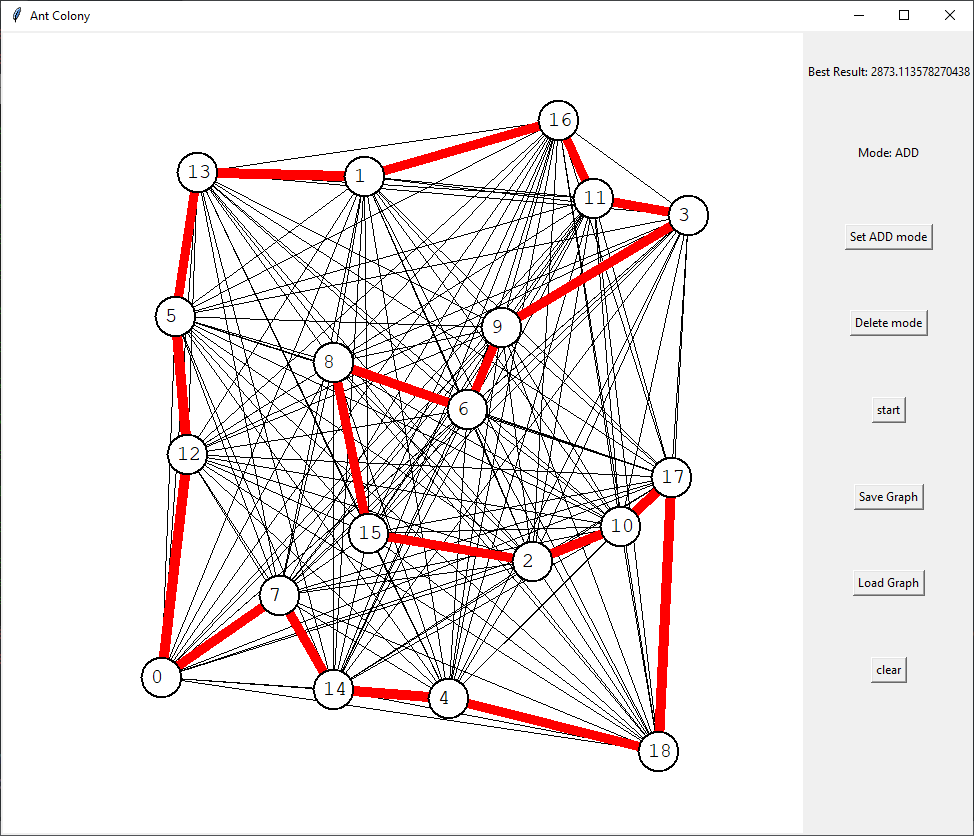 Ant Colony
Best Result: 2873.113578270438
Mode: ADD
Set ADD mode
Delete mode
start
Save Graph
Load Graph
clear
16
13
1
11
3
5
9
8
6
12
17
10
15
2
7
0
14
4
18